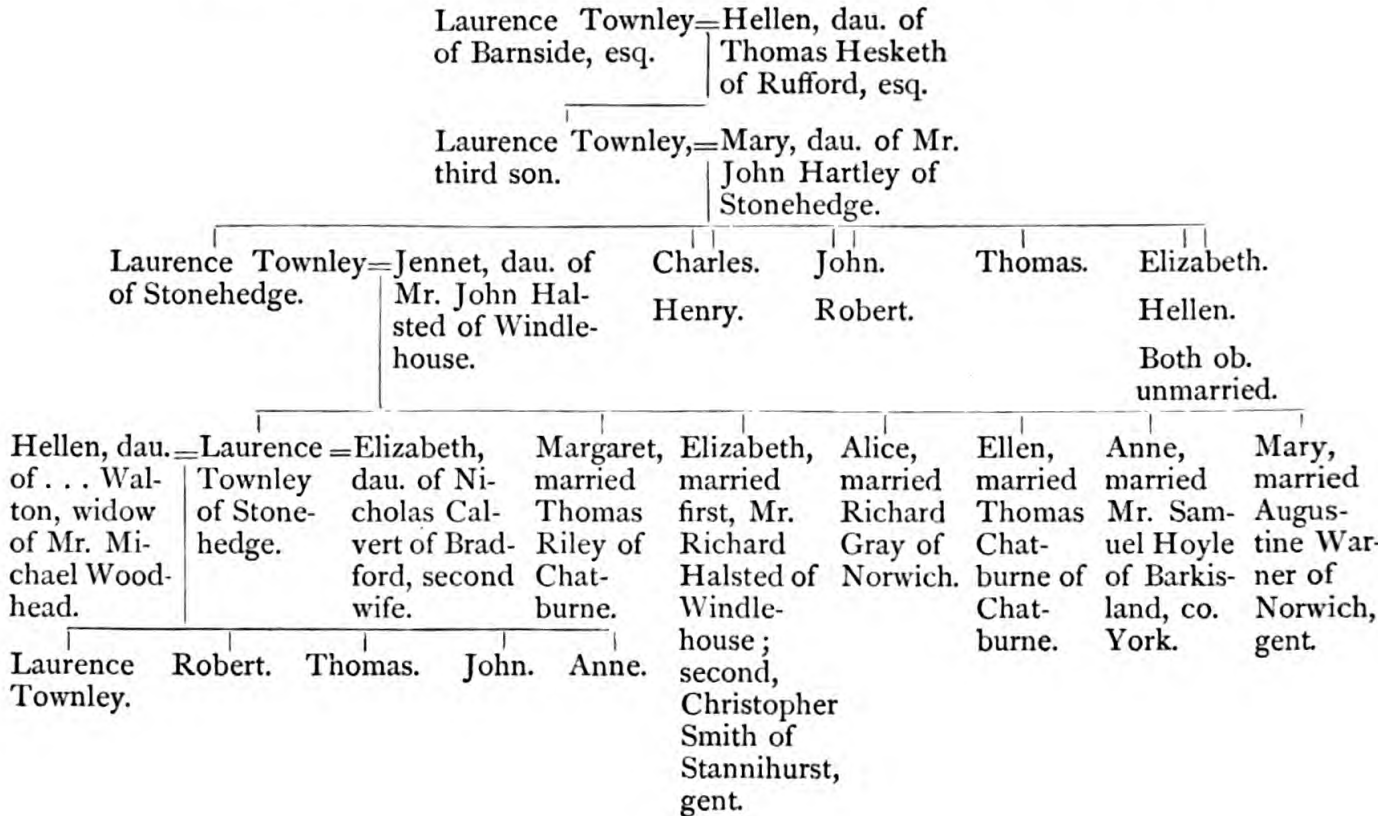 Laurence Townley=Hellen, dau. of
of Barnside, esq. Thomas Hesketh
of Rufford, esq.
Laurence Townley,=Mary, dau. of Mr.
third son. John Hartley of
Stonehedge.
Laurence Townley=Jennet, dau. of
of Stonehedge. Mr. John Hal-
sted of Windle-
house.
Charles.
Henry.
John.
Robert.
Thomas.
Elizabeth.
Hellen.
Both ob.
unmarried.
Hellen, dau.=
of . . . Wal-
ton, widow
of Mr. Mi-
chael Wood-
head.
Laurence=
Townley
of Stone-
hedge.
Elizabeth,
dau. of Ni-
cholas Cal-
vert of Brad-
ford, second
wife.
Margaret,
married
Thomas
Riley of
Chat-
burne.
Elizabeth,
married
first, Mr.
Richard
Halsted of
Windle-
house;
second,
Christopher
Smith of
Stannihurst,
gent.
Alice,
married
Richard
Gray of
Norwich.
Ellen,
married
Thomas
Chat-
burne of
Chat-
burne.
Anne,
married
Mr. Sam-
uel Hoyle
of Barkis-
land, co.
York.
Mary,
married
Augus-
tine War-
ner of
Norwich,
gent.
Laurence
Townley.
Robert.
Thomas.
John.
Anne.